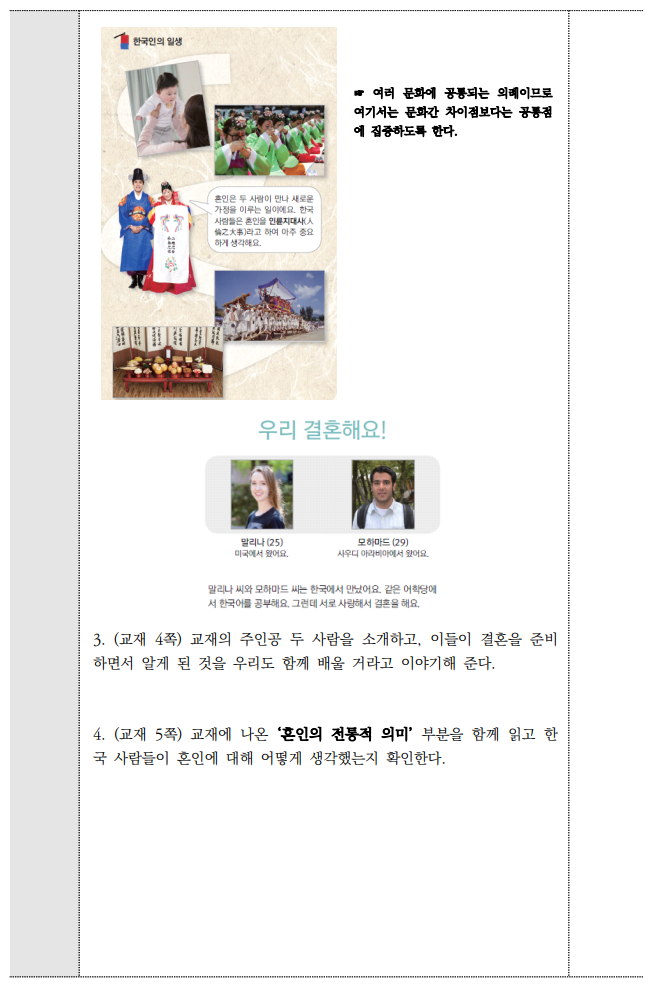 한국인의 일생
☞ 여러 문화에 공통되는 의례이므로
여기서는 문화간 차이점보다는 공통점
에 집중하도록 한다.
혼인은 두 사람이 만나 새로운
가정을 이루는 일이에요. 한국
사람들은 혼인을 인륜지대사(人
倫之大事)라고 하여 아주 중요
하게 생각해요.
우리 결혼해요!
말리나 (25)
미국에서 왔어요.
모하마드 (29)
사우디 아라비아에서 왔어요.
말리나 씨와 모하마드 씨는 한국에서 만났어요. 같은 어학당에
서 한국어를 공부해요. 그런데 서로 사랑해서 결혼을 해요.
3. (교재 4쪽) 교재의 주인공 두 사람을 소개하고, 이들이 결혼을 준비
하면서 알게 된 것을 우리도 함께 배울 거라고 이야기해 준다.
4. (교재 5쪽) 교재에 나온 ‘혼인의 전통적 의미’ 부분을 함께 읽고 한
국 사람들이 혼인에 대해 어떻게 생각했는지 확인한다.